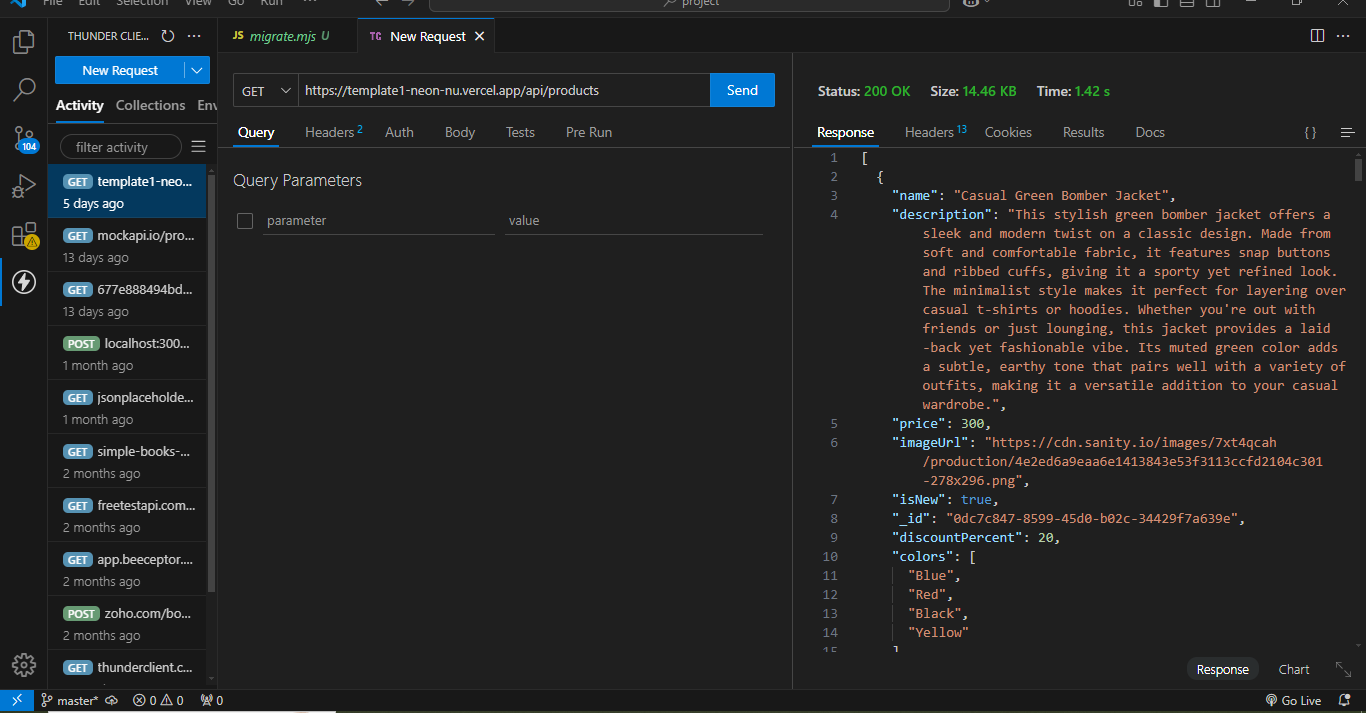 File Edit Selection View Go Run ...
project
THUNDER CLIE... ...
JS migrate.mjs U
TC New Request
New Request
Activity Collections Env
filter activity
GET template1-neo...
5 days ago
GET mockapi.io/pro...
13 days ago
GET 677e888494bd...
13 days ago
POST localhost:300...
1 month ago
GET jsonplaceholde...
1 month ago
GET simple-books-...
2 months ago
GET freetestapi.com...
2 months ago
GET app.beeceptor....
2 months ago
POST zoho.com/bo...
2 months ago
GET thunderclient.c...
104
GET https://template1-neon-nu.vercel.app/api/products Send
Query Headers 2 Auth Body Tests Pre Run
Query Parameters
parameter value
Status: 200 OK Size: 14.46 KB Time: 1.42 s
Response Headers 13 Cookies Results Docs { }
1 [
2 {
3 "name": "Casual Green Bomber Jacket",
4 "description": "This stylish green bomber jacket offers a
sleek and modern twist on a classic design. Made from
soft and comfortable fabric, it features snap buttons
and ribbed cuffs, giving it a sporty yet refined look.
The minimalist style makes it perfect for layering over
casual t-shirts or hoodies. Whether you're out with
friends or just lounging, this jacket provides a laid
-back yet fashionable vibe. Its muted green color adds
a subtle, earthy tone that pairs well with a variety of
outfits, making it a versatile addition to your casual
wardrobe.",
5 "price": 300,
6 "imageUrl": "https://cdn.sanity.io/images/7xt4qcah
/production/4e2ed6a9eaa6e1413843e53f3113ccfd2104c301
-278x296.png",
7 "isNew": true,
8 "_id": "0dc7c847-8599-45d0-b02c-34429f7a639e",
9 "discountPercent": 20,
10 "colors": [
11 "Blue",
12 "Red",
13 "Black",
14 "Yellow"
15 ]
Response Chart
master* 0 0 0
Go Live